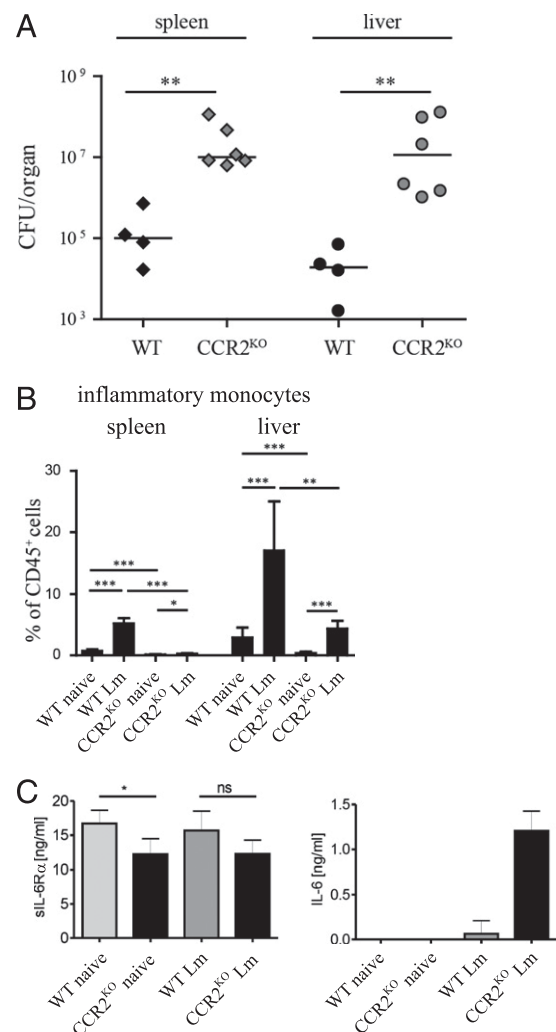 A
spleen liver
** **
CFU/organ
10⁹
10⁷
10⁵
10³
WT CCR2ᴷᴼ WT CCR2ᴷᴼ
B
inflammatory monocytes
spleen liver
% of CD45⁺ cells
30
20
10
0
***
*** **
***
*** ***
* ***
WT naive
WT Lm
CCR2ᴷᴼ naive
CCR2ᴷᴼ Lm
WT naive
WT Lm
CCR2ᴷᴼ naive
CCR2ᴷᴼ Lm
C
sIL-6Rα [ng/ml]
20
15
10
5
0
* ns
WT naive
CCR2ᴷᴼ naive
WT Lm
CCR2ᴷᴼ Lm
IL-6 [ng/ml]
1.5
1.0
0.5
0.0
WT naive
CCR2ᴷᴼ naive
WT Lm
CCR2ᴷᴼ Lm